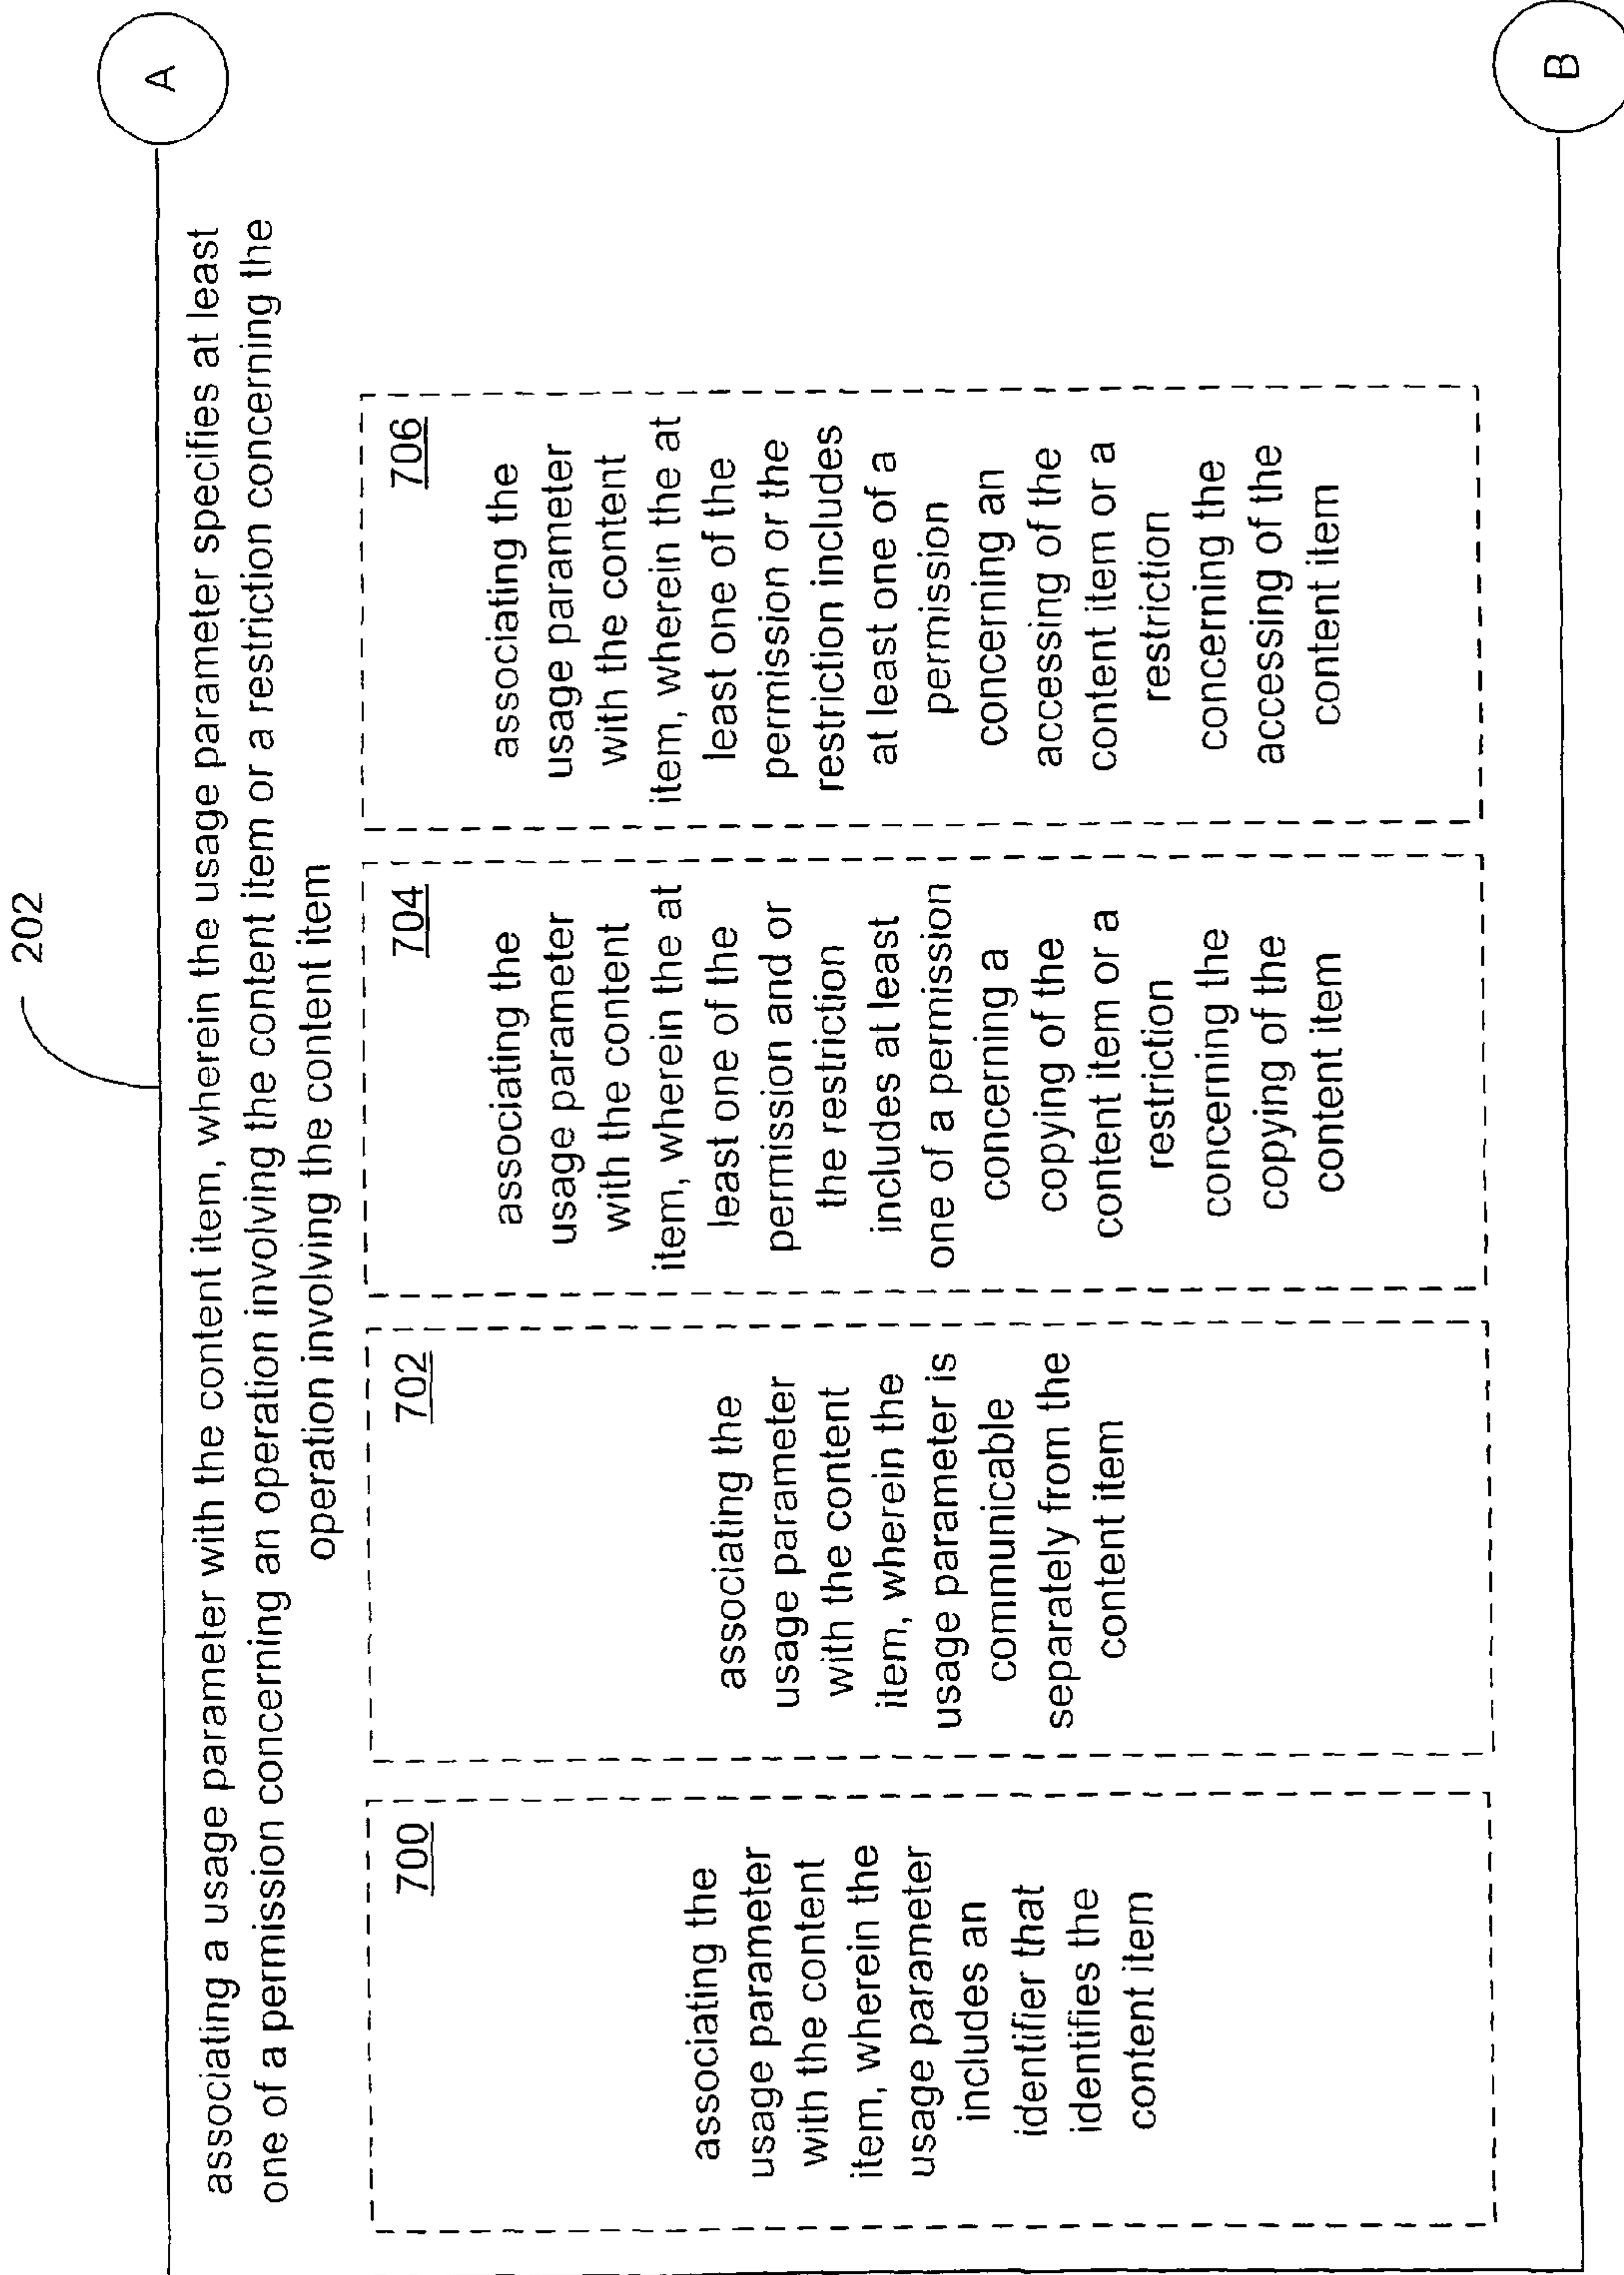 202
A
associating a usage parameter with the content item, wherein the usage parameter specifies at least
one of a permission concerning an operation involving the content item or a restriction concerning the
operation involving the content item
700
associating the
usage parameter
with the content
item, wherein the
usage parameter
includes an
identifier that
identifies the
content item
702
associating the
usage parameter
with the content
item, wherein the
usage parameter is
communicable
separately from the
content item
704
associating the
usage parameter
with the content
item, wherein the at
least one of the
permission and or
the restriction
includes at least
one of a permission
concerning a
copying of the
content item or a
restriction
concerning the
copying of the
content item
706
associating the
usage parameter
with the content
item, wherein the at
least one of the
permission or the
restriction includes
at least one of a
permission
concerning an
accessing of the
content item or a
restriction
concerning the
accessing of the
content item
B